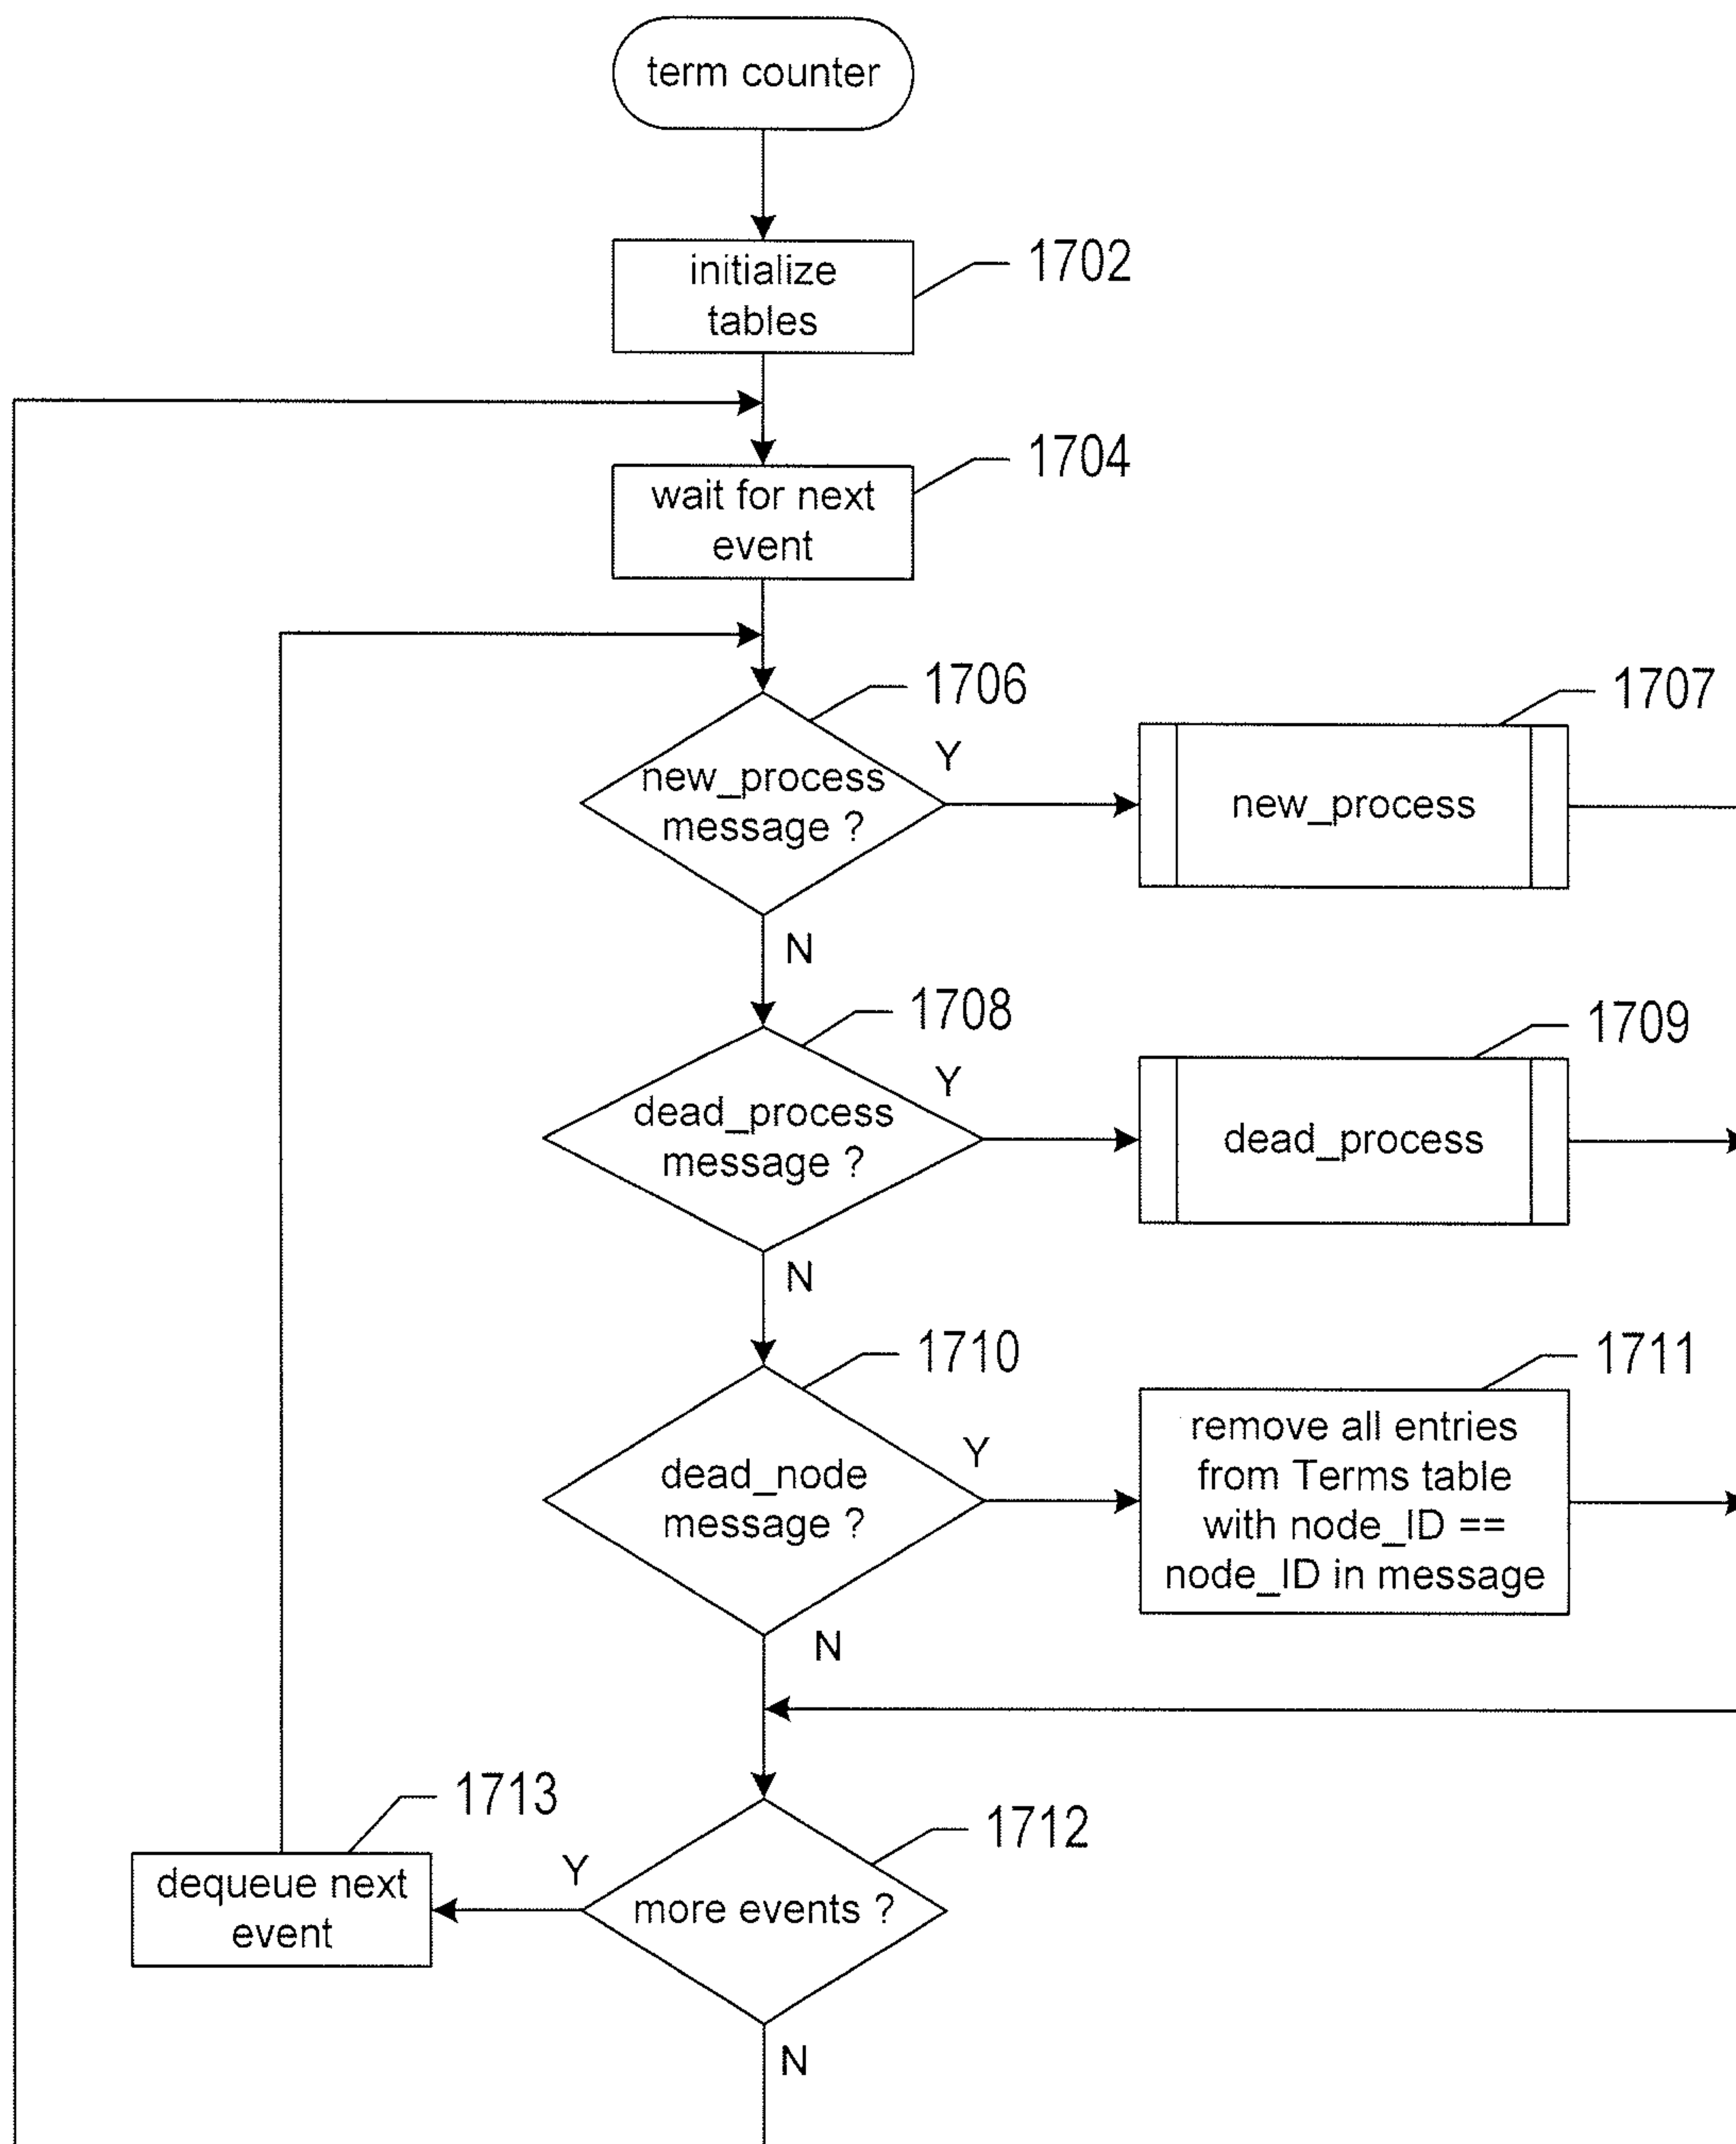 term counter
initialize
tables
1702
wait for next
event
1704
1706
new_process
message ?
Y
N
1707
new_process
1708
dead_process
message ?
Y
N
1709
dead_process
1710
dead_node
message ?
Y
N
1711
remove all entries
from Terms table
with node_ID ==
node_ID in message
1713
dequeue next
event
Y
1712
more events ?
N